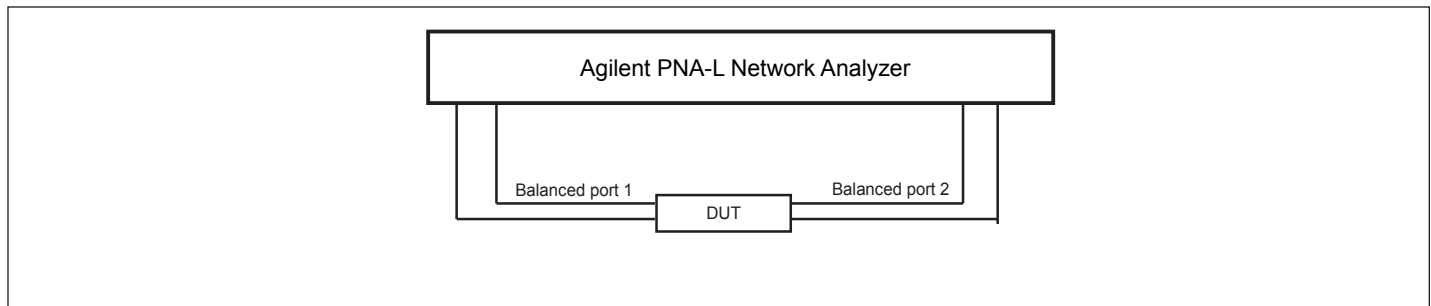 Agilent PNA-L Network Analyzer
Balanced port 1
Balanced port 2
DUT